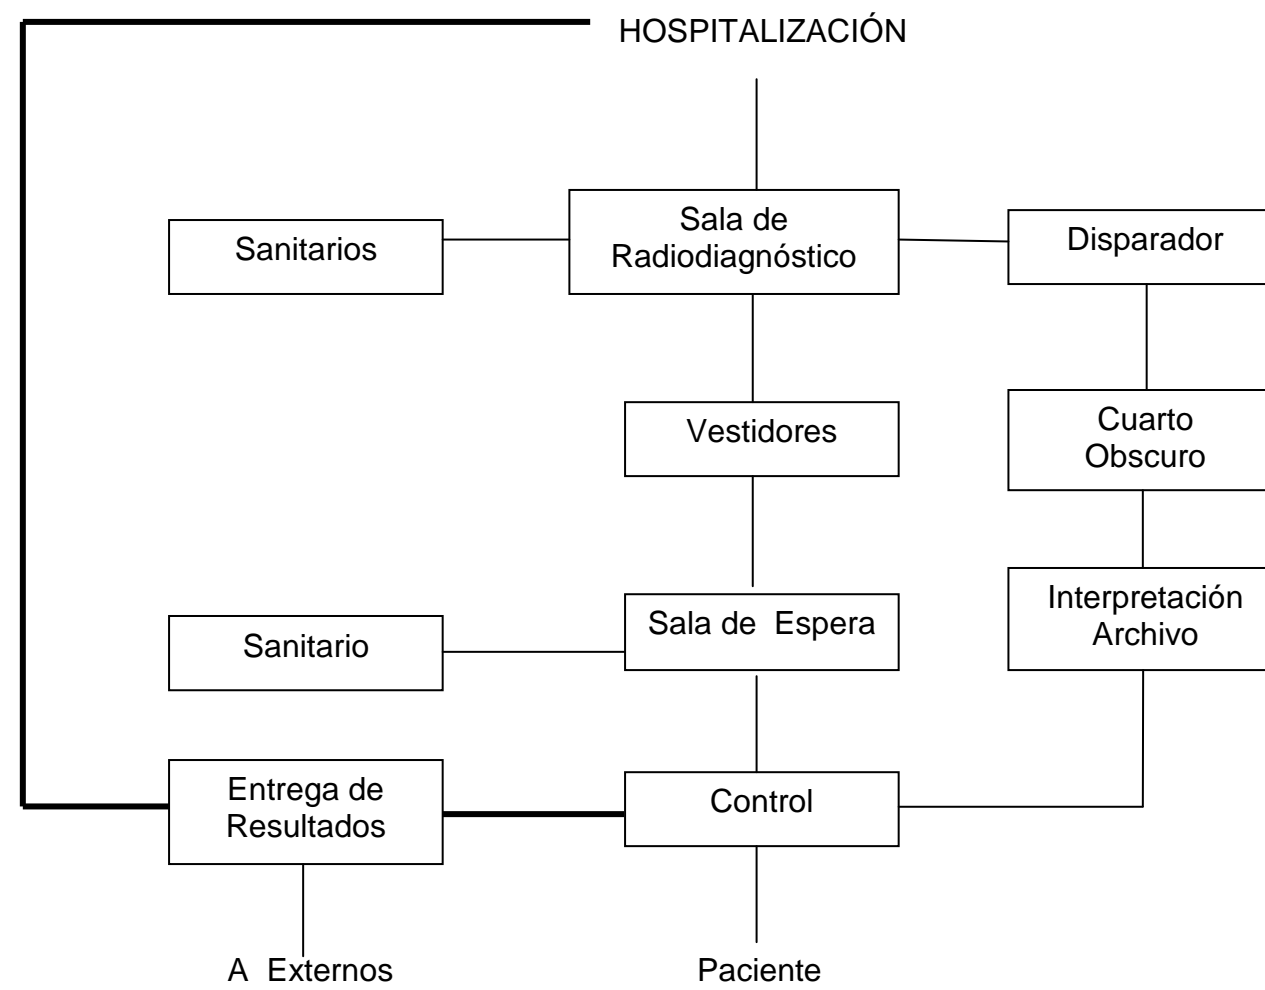 HOSPITALIZACIÓN
Sanitarios
Sala de
Radiodiagnóstico
Disparador
Vestidores
Cuarto
Obscuro
Sanitario
Sala de  Espera
Interpretación
Archivo
Entrega de
Resultados
Control
A  Externos
Paciente